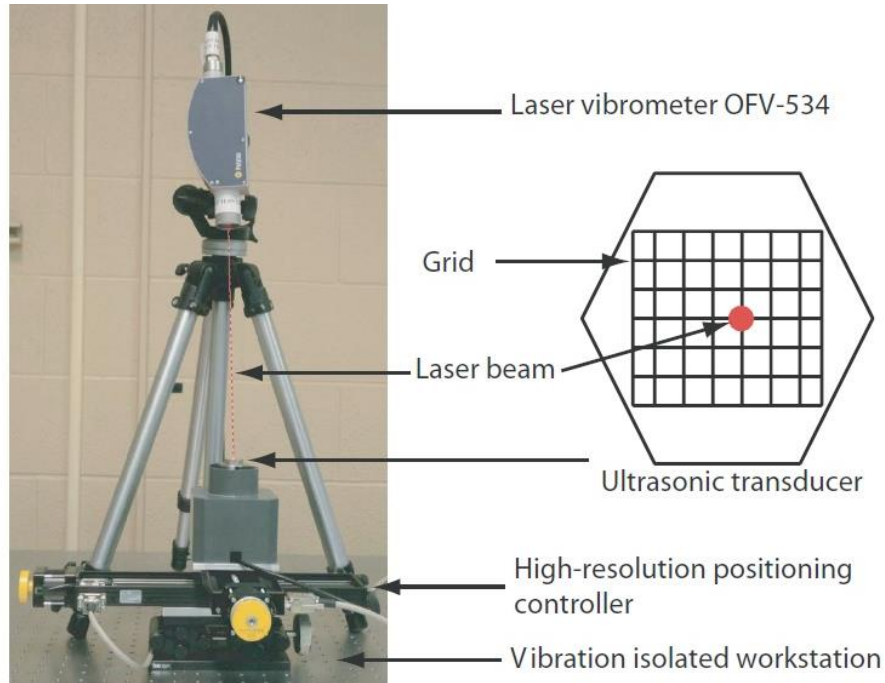 Laser vibrometer OFV-534
Grid
Laser beam
Ultrasonic transducer
High-resolution positioning
controller
Vibration isolated workstation